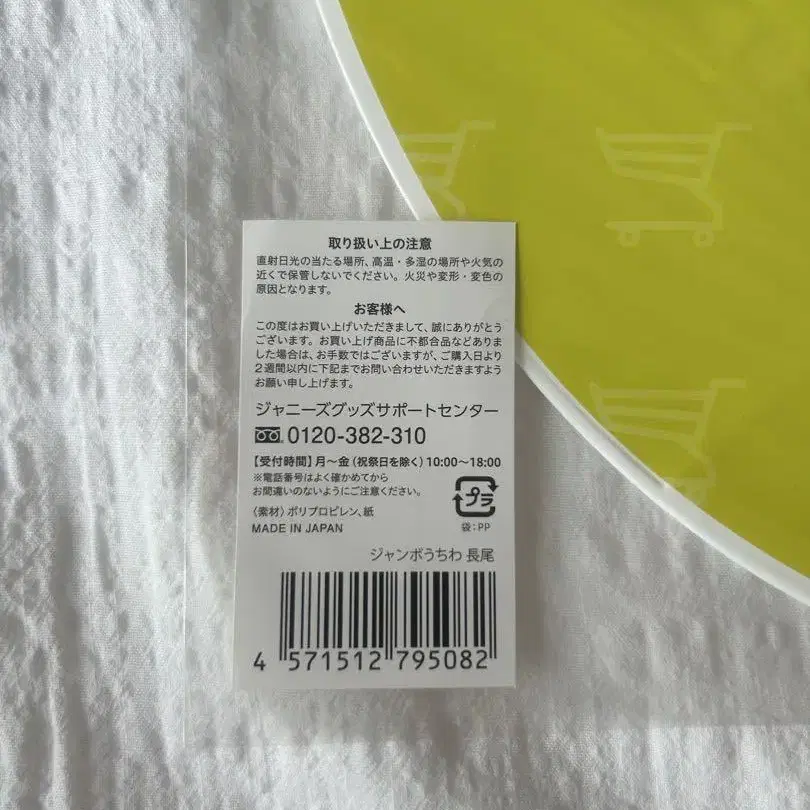 取り扱い上の注意
直射日光の当たる場所、高温・多湿の場所や火気の
近くで保管しないでください。火災や変形・変色の
原因となります。
お客様へ
この度はお買い上げいただきまして、誠にありがとう
ございます。お買い上げ商品に不都合品などありま
した場合は、お手数ではございますが、ご購入日より
2週間以内に下記までお問い合わせいただきますよう
お願い申し上げます。
ジャニーズグッズサポートセンター
0120-382-310
【受付時間】月〜金（祝祭日を除く）10:00〜18:00
※電話番号はよく確かめてから
お間違いのないようにご注意ください。
〈素材〉ポリプロピレン、紙
MADE IN JAPAN
プラ
袋：PP
ジャンボうちわ 長尾
4 571512 795082